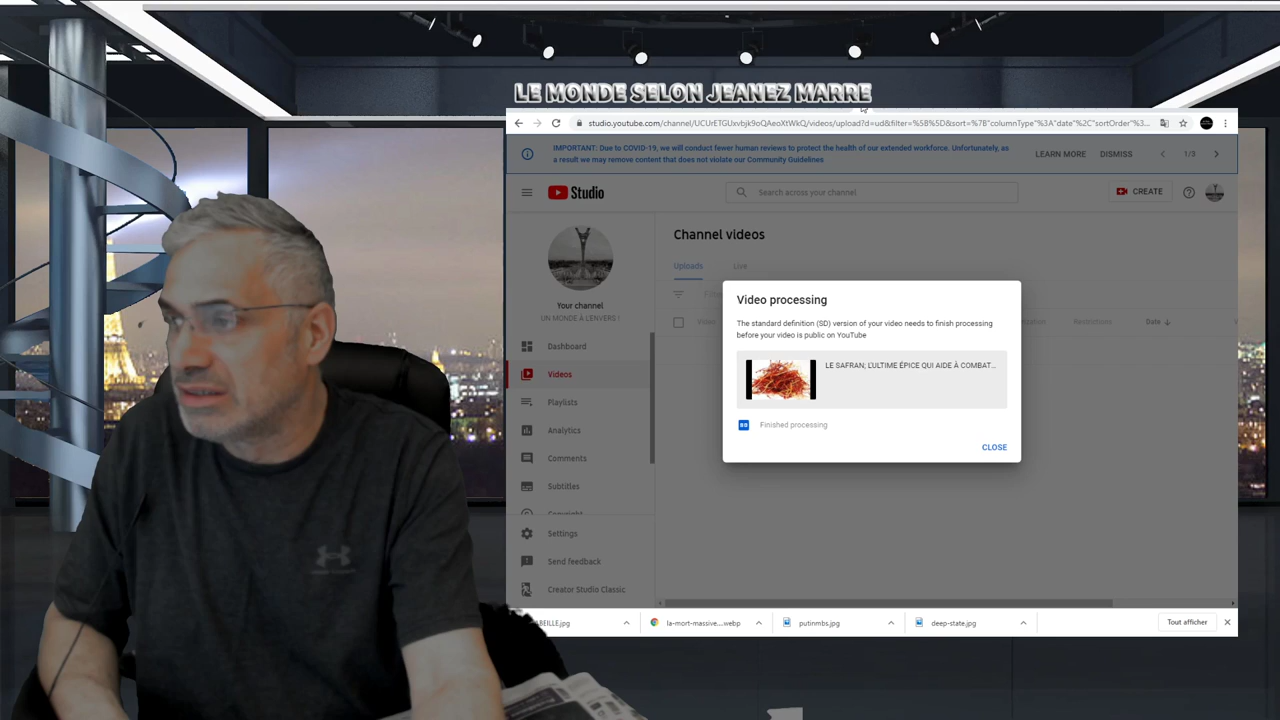 LE MONDE SELON JEANEZ MARRE
studio.youtube.com/channel/UCUrETGUxvbjk9oQAeoXtWkQ/videos/upload?d=ud&filter=%5B%5D&sort=%7B"columnType"%3A"date"%2C"sortOrder"%3...
IMPORTANT: Due to COVID-19, we will conduct fewer human reviews to protect the health of our extended workforce. Unfortunately, as
a result we may remove content that does not violate our Community Guidelines
LEARN MORE
DISMISS
1/3
Studio
Search across your channel
CREATE
Your channel
UN MONDE À L'ENVERS !
Dashboard
Videos
Playlists
Analytics
Comments
Subtitles
Copyright
Settings
Send feedback
Creator Studio Classic
Channel videos
Uploads
Live
Video
Restrictions
Date
Video processing
The standard definition (SD) version of your video needs to finish processing
before your video is public on YouTube
LE SAFRAN; L'ULTIME ÉPICE QUI AIDE À COMBAT...
Finished processing
CLOSE
ABEILLE.jpg
la-mort-massive....webp
putinmbs.jpg
deep-state.jpg
Tout afficher